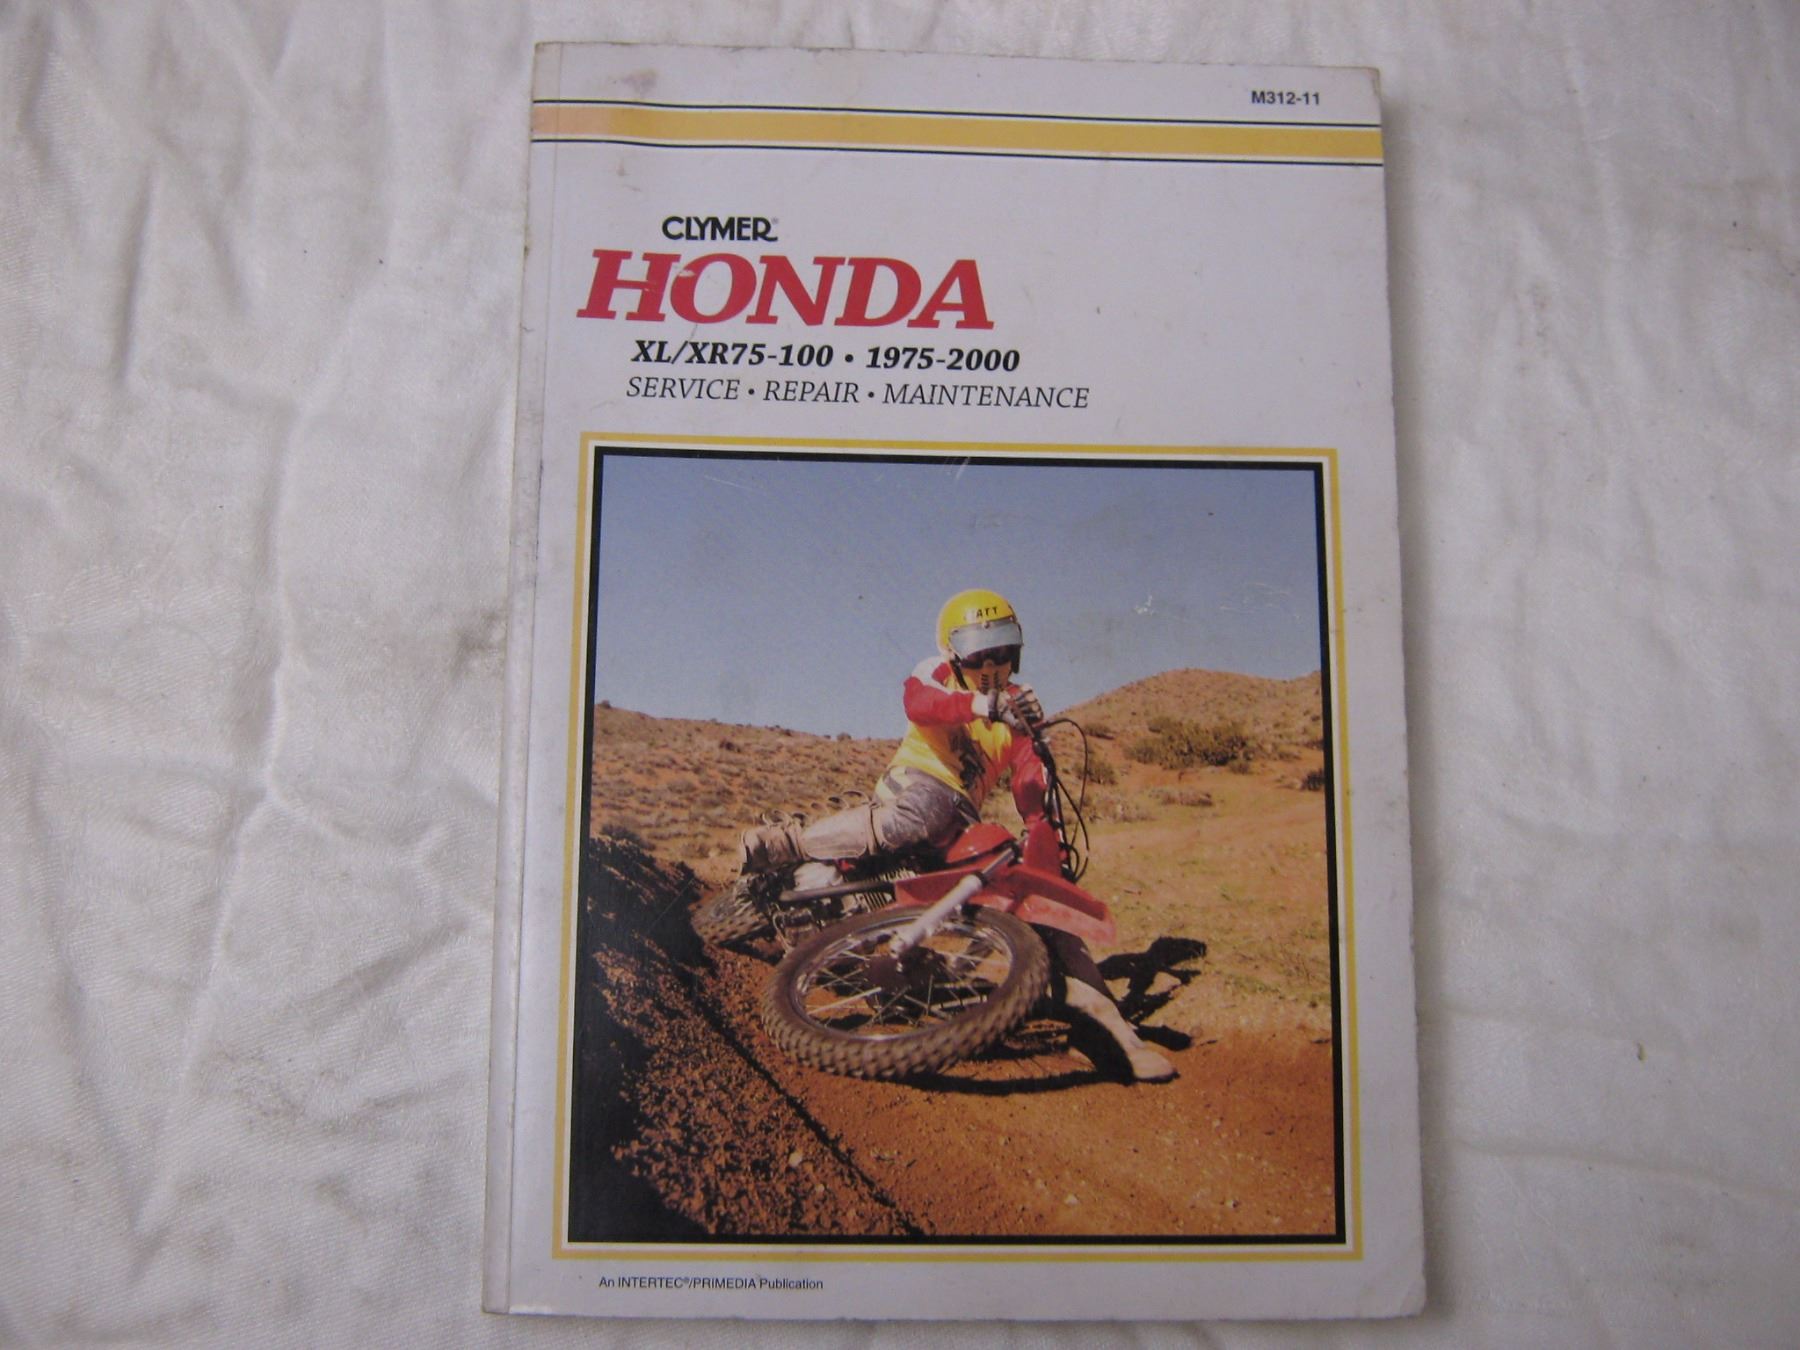 M312-11
CLYMER®
HONDA
XL/XR75-100 • 1975-2000
SERVICE • REPAIR • MAINTENANCE
An INTERTEC®/PRIMEDIA Publication